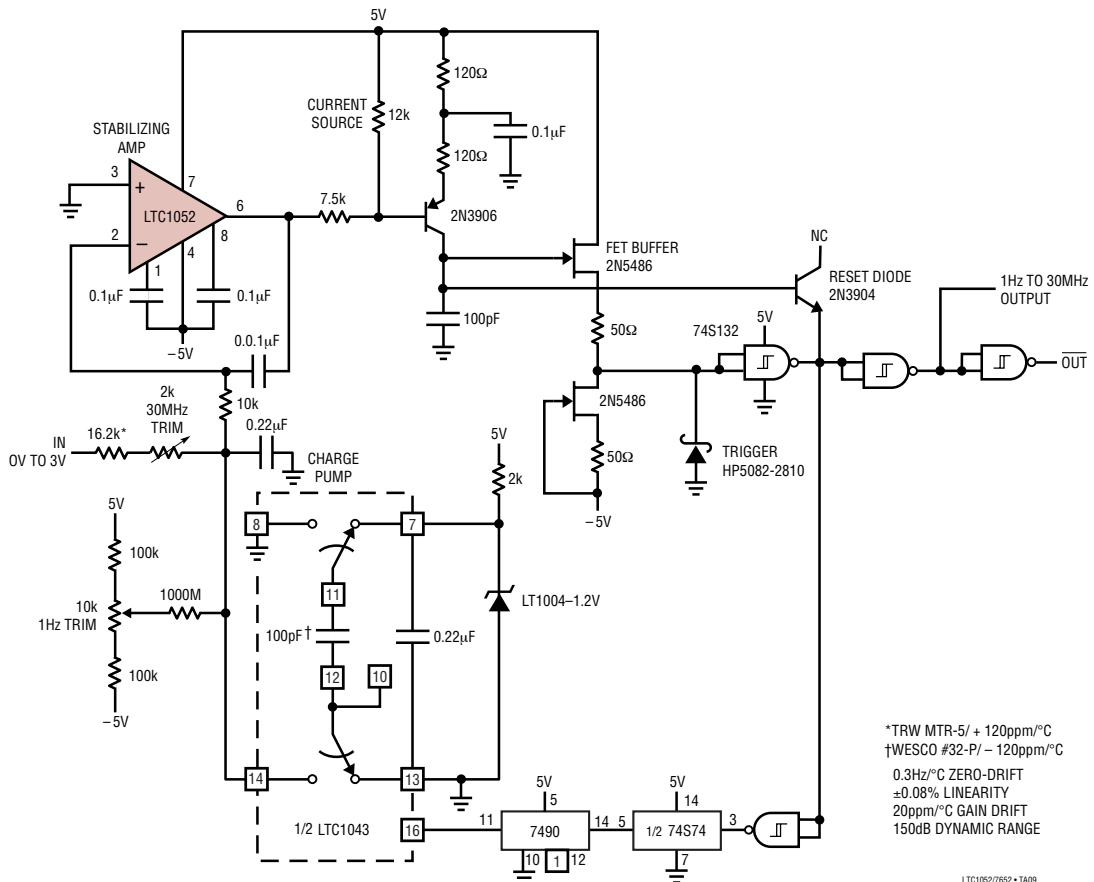 5V
120Ω
CURRENT
SOURCE
12k
0.1µF
STABILIZING
AMP
120Ω
3
+
7
LTC1052
6
7.5k
2N3906
2
–
8
4
1
FET BUFFER
2N5486
NC
0.1µF
0.1µF
RESET DIODE
2N3904
1Hz TO 30MHz
OUTPUT
–5V
100pF
50Ω
74S132
5V
0.0.1µF
OUT
2k
30MHz
TRIM
10k
2N5486
IN
0V TO 3V
16.2k*
0.22µF
5V
50Ω
TRIGGER
HP5082-2810
CHARGE
PUMP
2k
–5V
5V
8
7
100k
11
LT1004–1.2V
10k
1Hz TRIM
1000M
100pF†
0.22µF
12
10
100k
–5V
*TRW MTR-5/ + 120ppm/°C
†WESCO #32-P/ – 120ppm/°C
0.3Hz/°C ZERO-DRIFT
±0.08% LINEARITY
20ppm/°C GAIN DRIFT
150dB DYNAMIC RANGE
14
13
5V
5V
5
14
1/2 LTC1043
16
11
7490
14
5
1/2 74S74
3
10
1
12
7
LTC1052/7652 • TA09